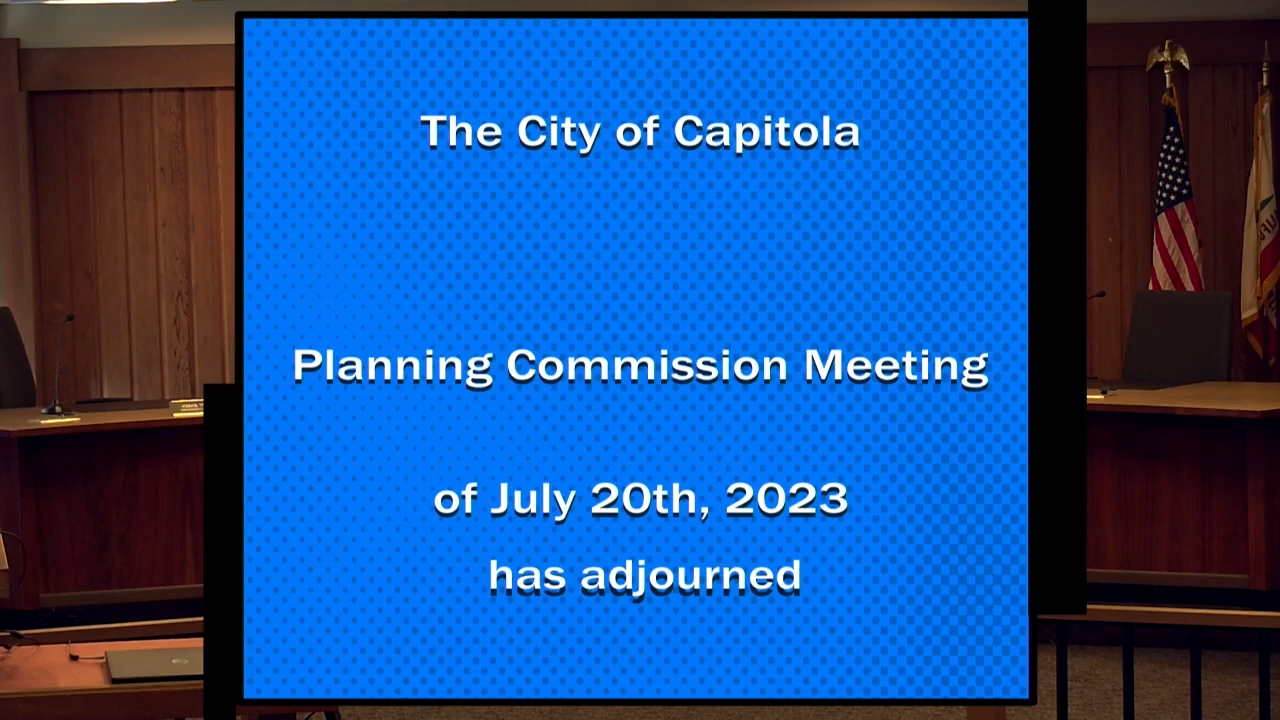 The City of Capitola
Planning Commission Meeting
of July 20th, 2023
has adjourned